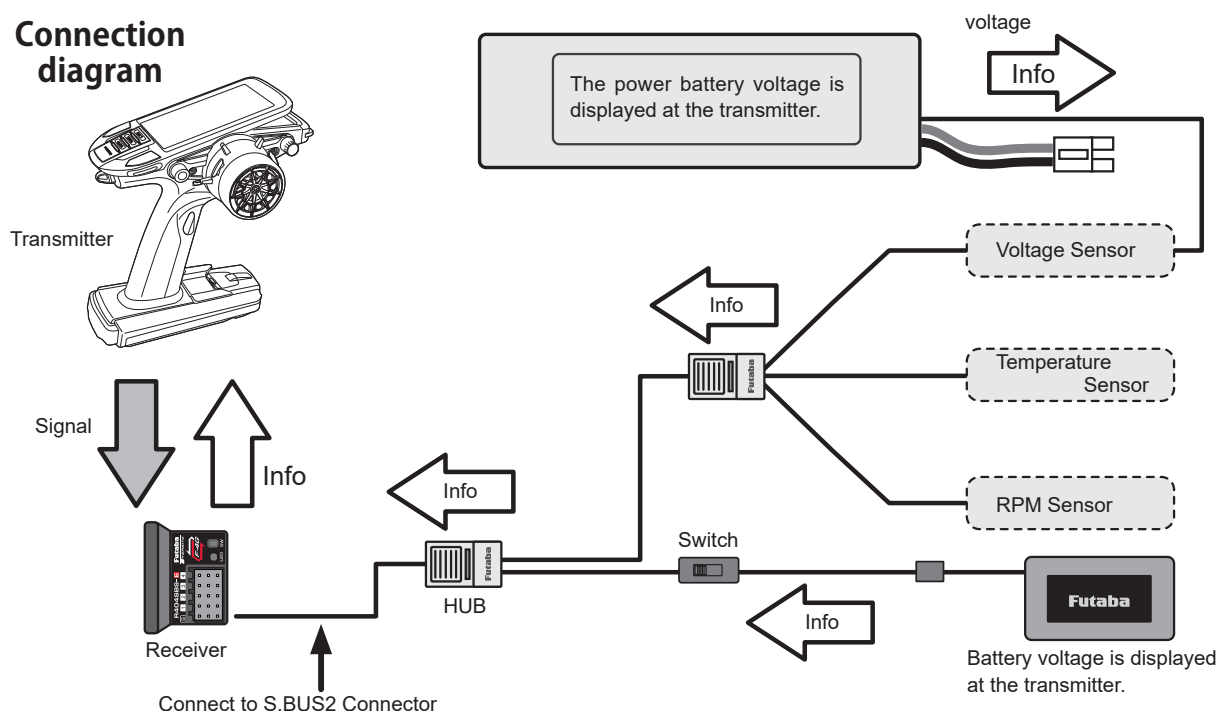 Connection
diagram
voltage
Info
The power battery voltage is
displayed at the transmitter.
Transmitter
Voltage Sensor
Info
Futaba
Temperature
Sensor
Signal
Info
Info
RPM Sensor
Futaba
R404SBS-E
Futaba
HUB
Switch
Futaba
Info
Receiver
Battery voltage is displayed
at the transmitter.
Connect to S.BUS2 Connector